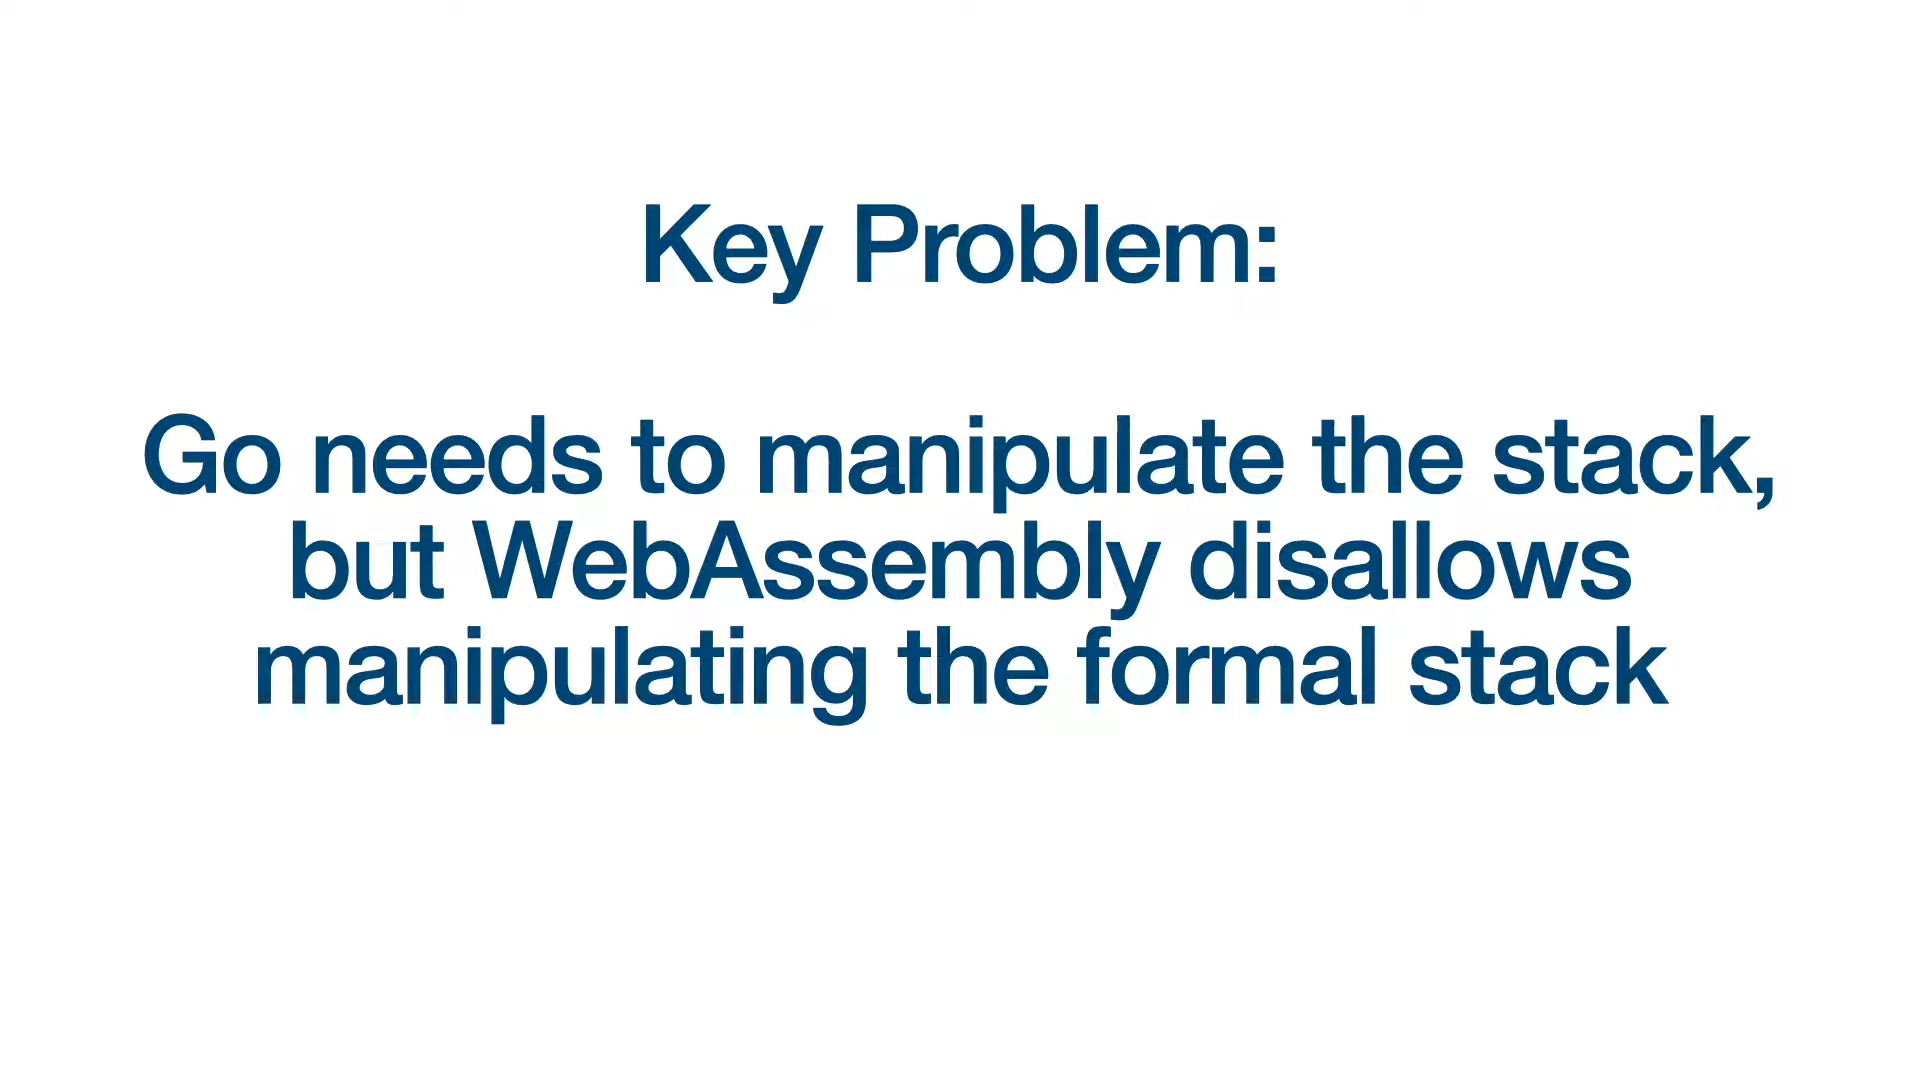 Key Problem:
Go needs to manipulate the stack,
but WebAssembly disallows
manipulating the formal stack